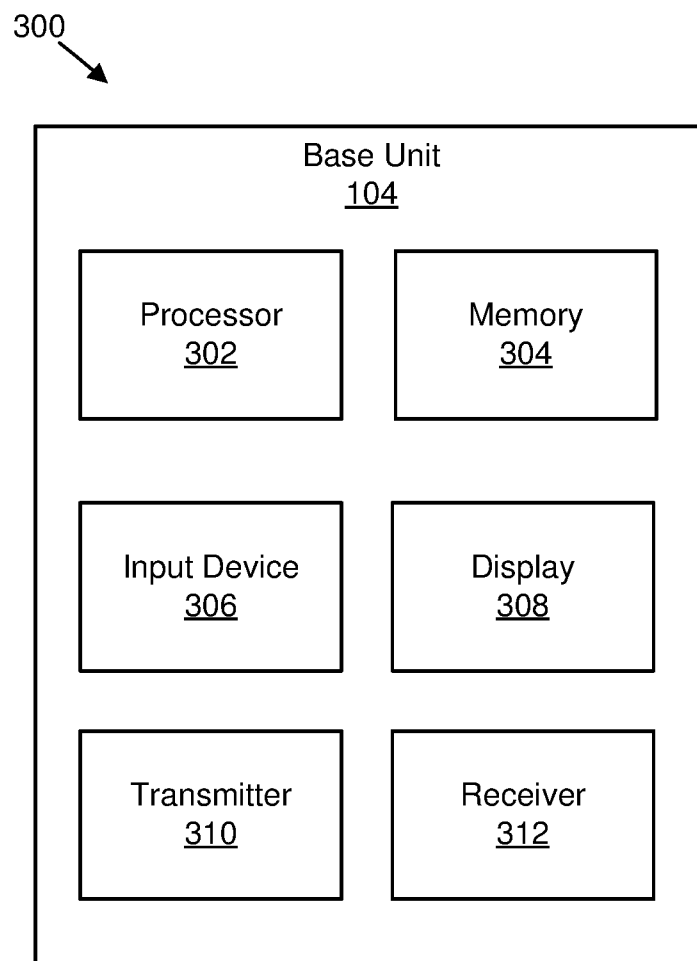 300
Base Unit
104
Processor
302
Memory
304
Input Device
306
Display
308
Transmitter
310
Receiver
312